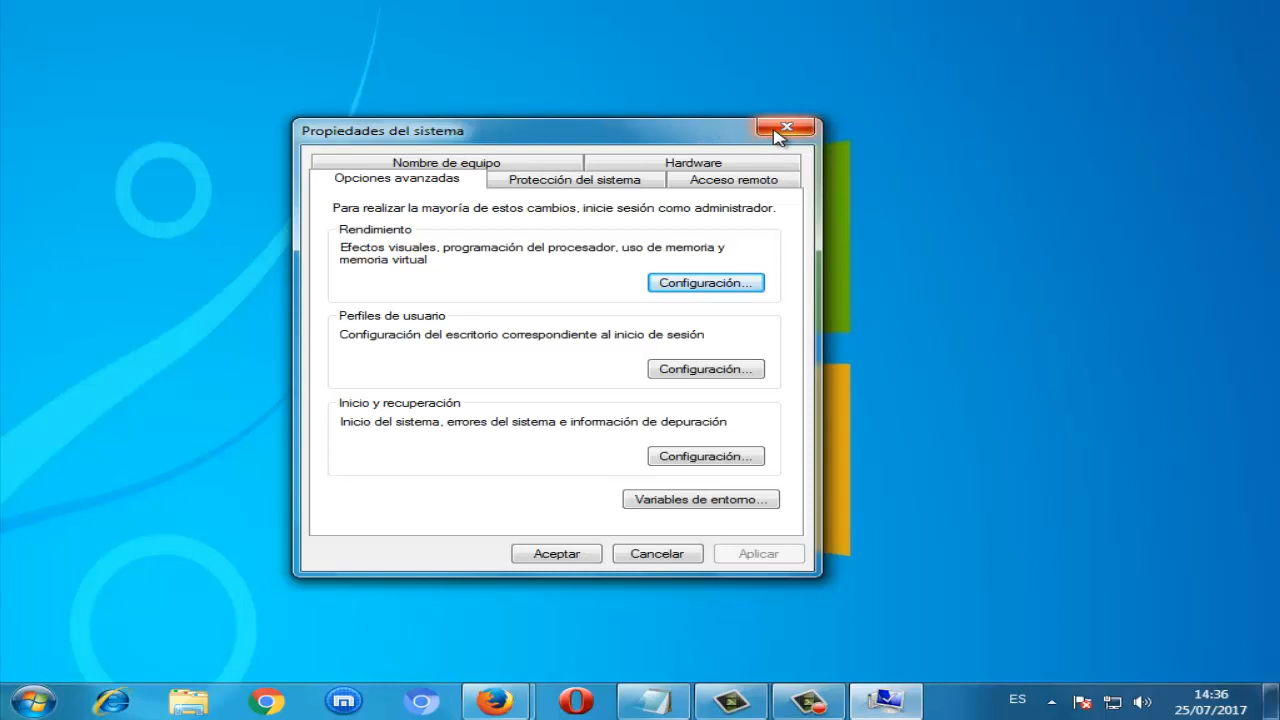 Propiedades del sistema
Nombre de equipo
Hardware
Opciones avanzadas
Protección del sistema
Acceso remoto
Para realizar la mayoría de estos cambios, inicie sesión como administrador.
Rendimiento
Efectos visuales, programación del procesador, uso de memoria y
memoria virtual
Configuración...
Perfiles de usuario
Configuración del escritorio correspondiente al inicio de sesión
Configuración...
Inicio y recuperación
Inicio del sistema, errores del sistema e información de depuración
Configuración...
Variables de entorno...
Aceptar
Cancelar
Aplicar
ES
14:36
25/07/2017